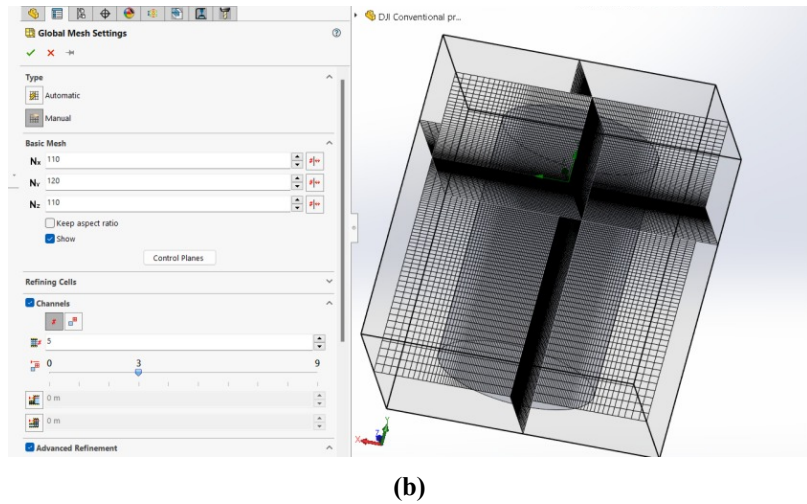 DJI Conventional pr...
Global Mesh Settings
Type
Automatic
Manual
Basic Mesh
Nx 110
NY 120
Nz 110
Keep aspect ratio
Show
Control Planes
Refining Cells
Channels
5
0 3 9
0 m
0 m
Advanced Refinement
X
Y
Z
(b)